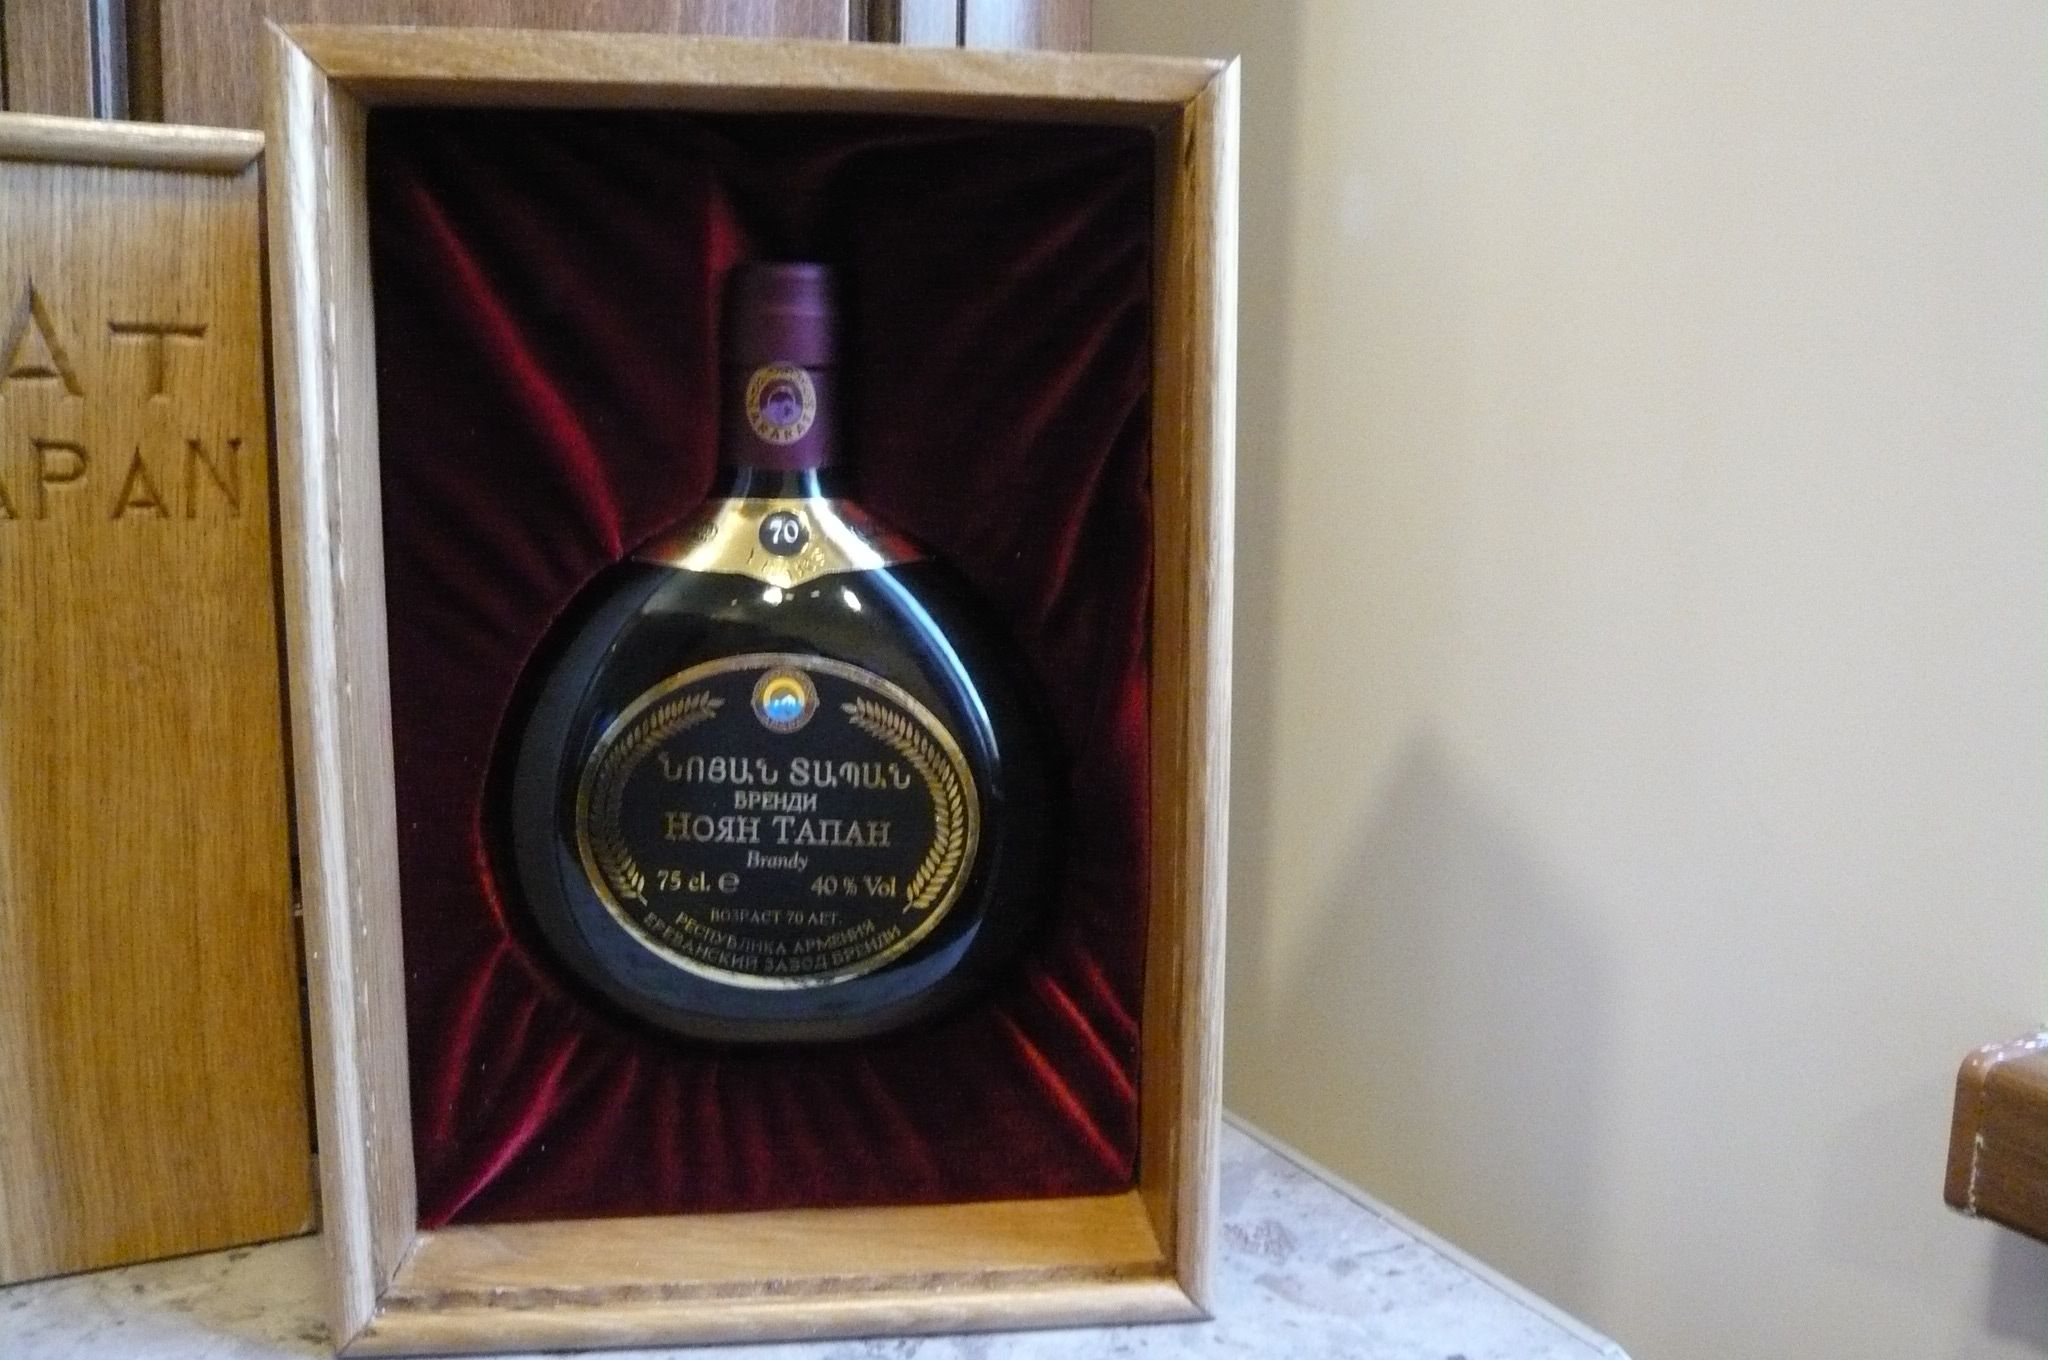 AT
APAN
ARARAT
70
ՆՈՅԱՆ ՏԱՊԱՆ
БРЕНДИ
НОЯН ТАПАН
Brandy
75 cl. e 40 % Vol
ВОЗРАСТ 70 ЛЕТ.
РЕСПУБЛИКА АРМЕНИЯ
ЕРЕВАНСКИЙ ЗАВОД БРЕНДИ